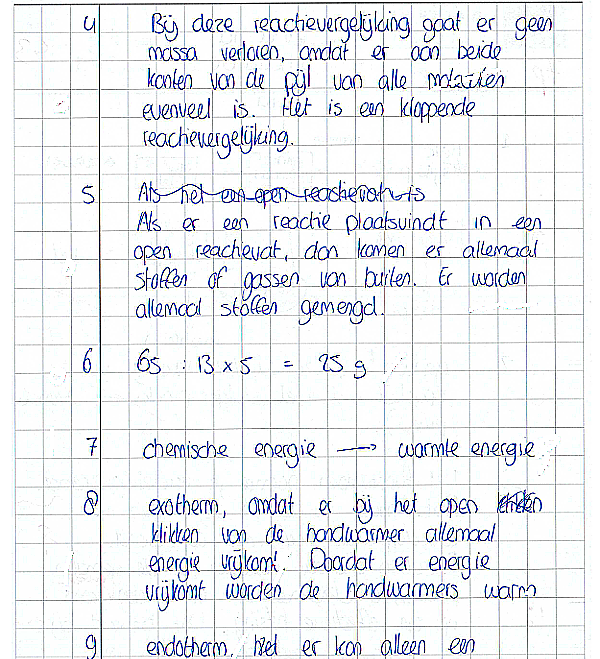 4 Bij deze reactievergelijking gaat er geen
massa verloren, omdat er aan beide
kanten van de pijl van alle
evenveel is. Het is een kloppende
reactievergelijking.
5 Als het een open reactievat is
Als er een reactie plaatsvindt in een
open reactievat, dan komen er allemaal
stoffen of gassen van buiten. Er worden
allemaal stoffen gemengd.
6 65 : 13 x 5 = 25 g
7 chemische energie → warmte energie
8 exotherm, omdat er bij het open
klikken van de handwarmer allemaal
energie vrijkomt. Doordat er energie
vrijkomt worden de handwarmers warm
9 endotherm, er kan alleen een